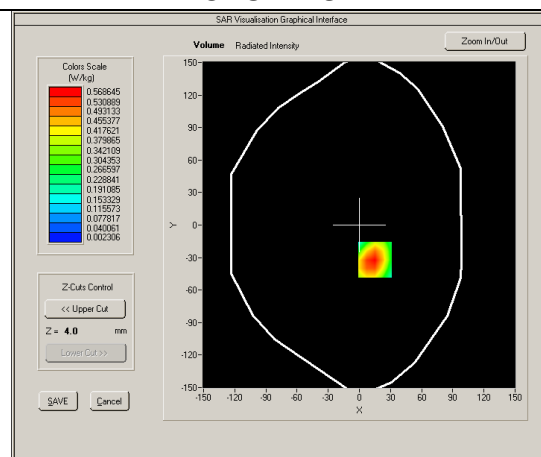 SAR Visualisation Graphical Interface
Volume Radiated Intensity
Zoom In/Out
Colors Scale
(W/kg)
0.568645
0.530889
0.493133
0.455377
0.417621
0.379865
0.342109
0.304353
0.266597
0.228841
0.191085
0.153329
0.115573
0.077817
0.040061
0.002306
Z-Cuts Control
<< Upper Cut
Z = 4.0 mm
Lower Cut >>
SAVE Cancel
150-
120-
90-
60-
30-
0-
-30-
-60-
-90-
-120-
-150-
Y
-150 -120 -90 -60 -30 0 30 60 90 120 150
X